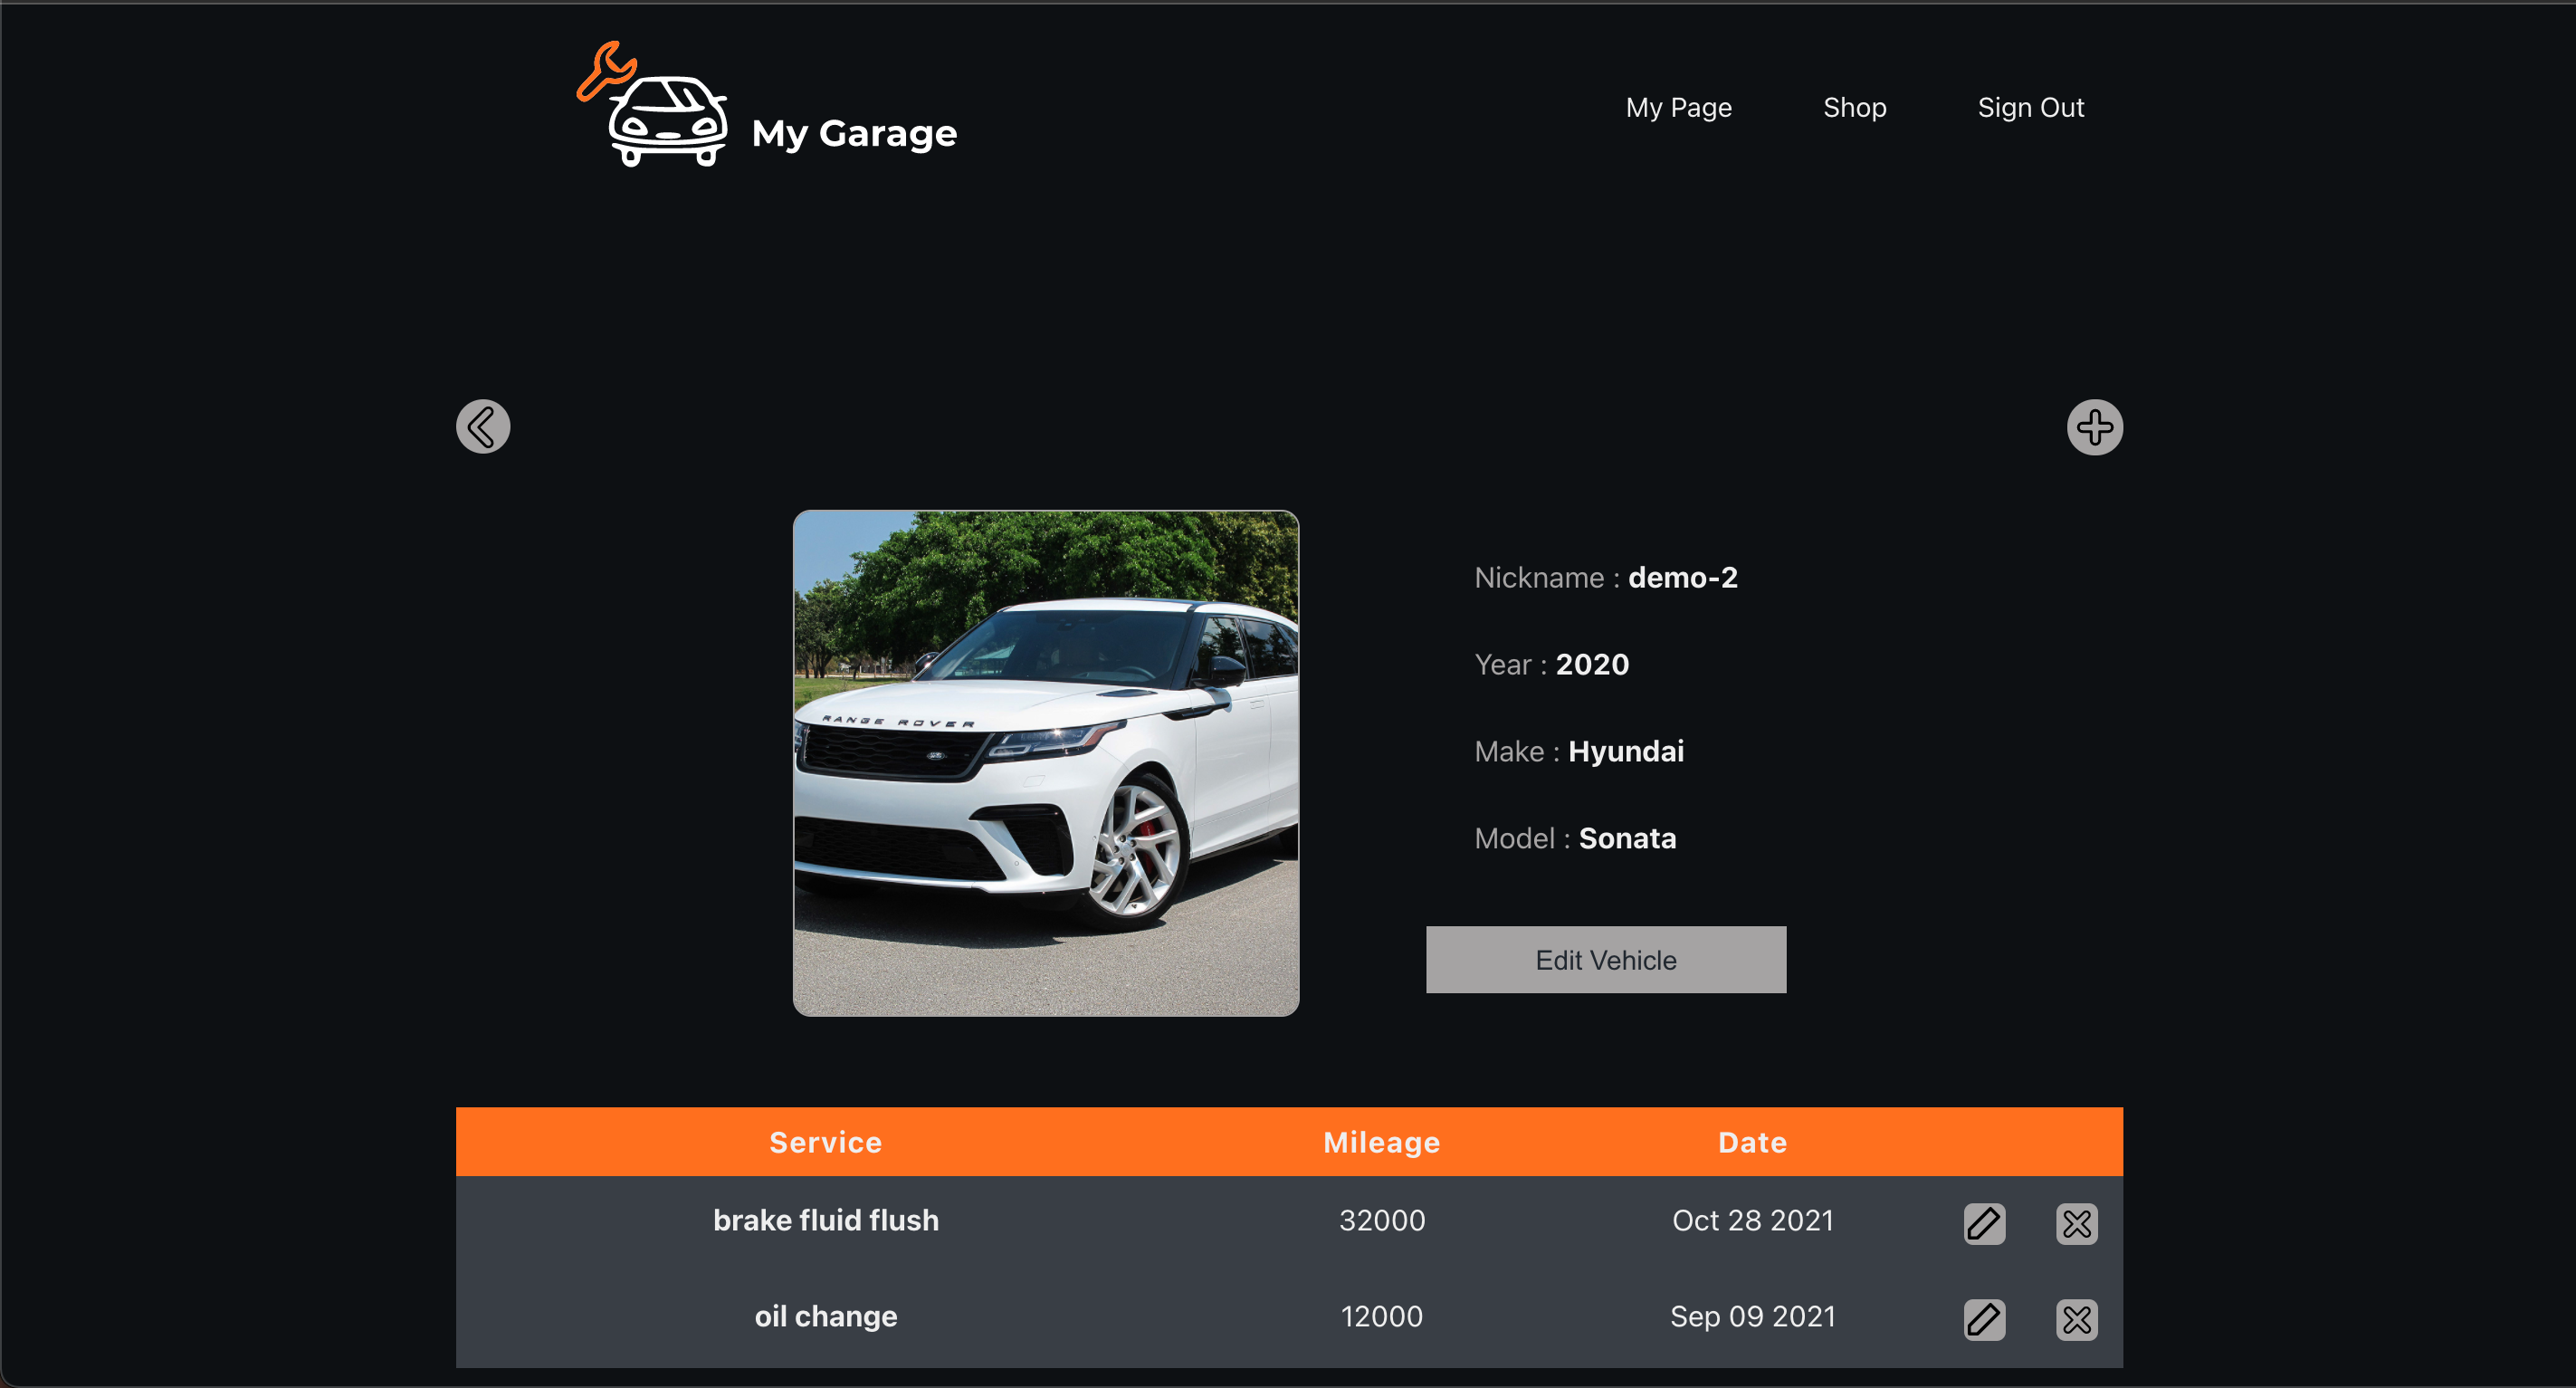 My Garage
My Page
Shop
Sign Out
RANGE ROVER
Nickname : demo-2
Year : 2020
Make : Hyundai
Model : Sonata
Edit Vehicle
Service Mileage Date
brake fluid flush 32000 Oct 28 2021
oil change 12000 Sep 09 2021